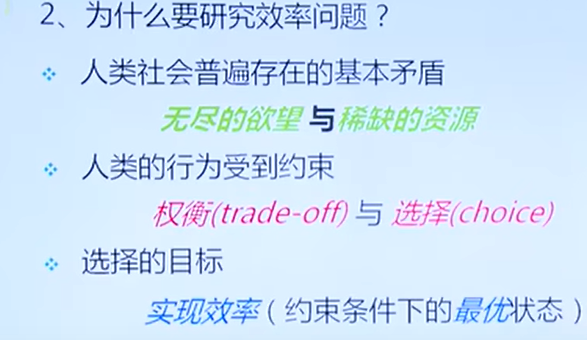 2、为什么要研究效率问题？
人类社会普遍存在的基本矛盾
无尽的欲望与稀缺的资源
人类的行为受到约束
权衡(trade-off) 与 选择(choice)
选择的目标
实现效率（约束条件下的最优状态）